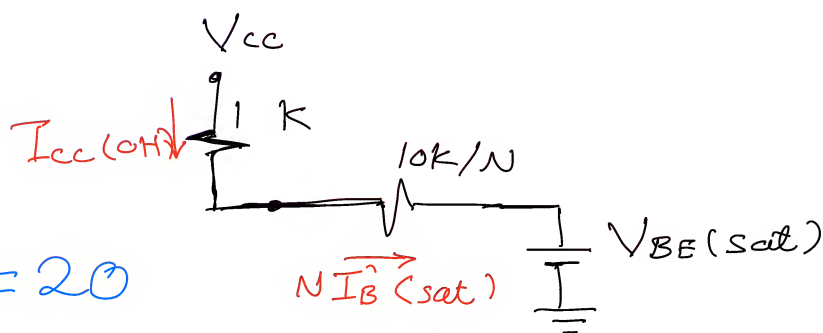 Vcc
1 K
Icc(OH)
10K/N
VBE(sat)
= 20
N IB (sat)